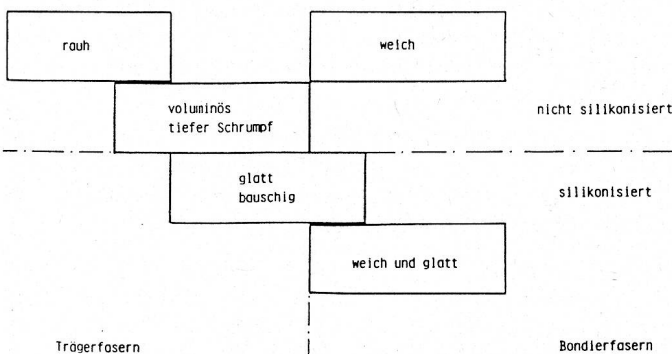 rauh
weich
voluminös
tiefer Schrumpf
nicht silikonisiert
glatt
bauschig
silikonisiert
weich und glatt
Trägerfasern
Bondierfasern